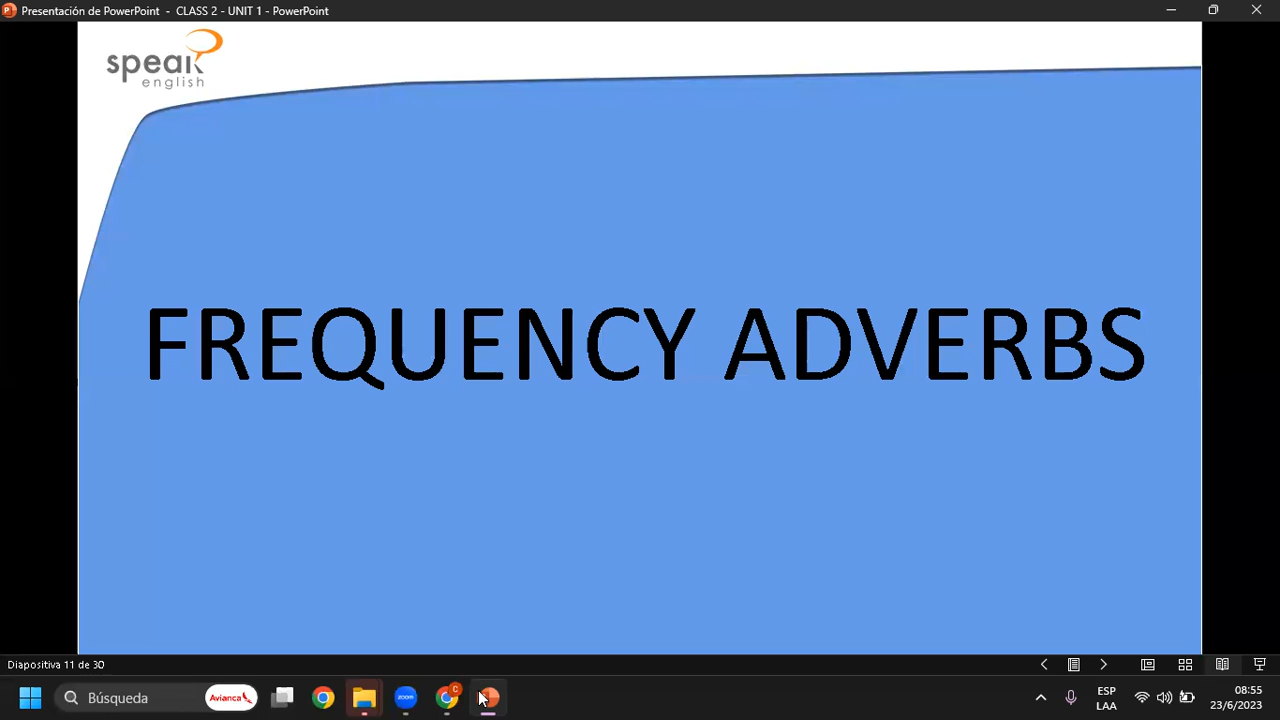 Presentación de PowerPoint - CLASS 2 - UNIT 1 - PowerPoint
speak
english
FREQUENCY ADVERBS
Diapositiva 11 de 30
Búsqueda
Avianca
zoom
C
ESP
LAA
08:55
23/6/2023